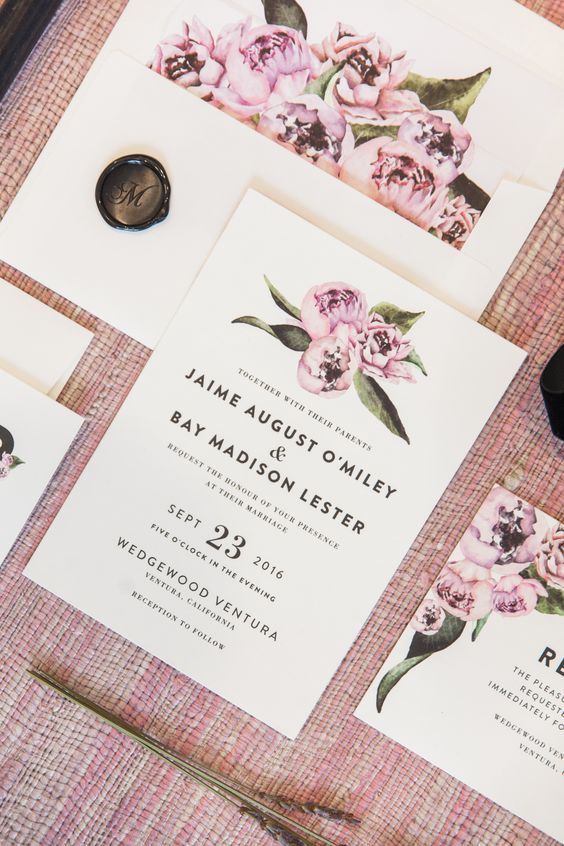 M
TOGETHER WITH THEIR PARENTS
JAIME AUGUST O'MILEY
&
BAY MADISON LESTER
REQUEST THE HONOUR OF YOUR PRESENCE
AT THEIR MARRIAGE
SEPT 23 2016
FIVE O'CLOCK IN THE EVENING
WEDGEWOOD VENTURA
VENTURA, CALIFORNIA
RECEPTION TO FOLLOW
RE
THE PLEASU
REQUESTE
IMMEDIATELY FO
WEDGEWOOD
VENTURA